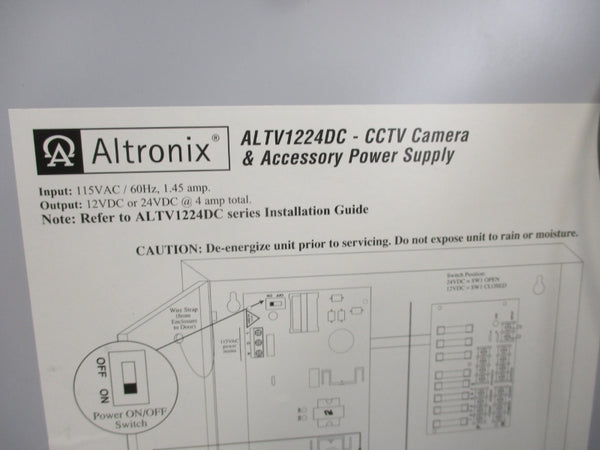 Altronix®
ALTV1224DC - CCTV Camera
& Accessory Power Supply
Input: 115VAC / 60Hz, 1.45 amp.
Output: 12VDC or 24VDC @ 4 amp total.
Note: Refer to ALTV1224DC series Installation Guide
CAUTION: De-energize unit prior to servicing. Do not expose unit to rain or moisture.
Switch Position:
24VDC = SW1 OPEN
12VDC = SW1 CLOSED
Wire Strap
(from
Enclosure
to Door)
115VAC
power
mains
OFF ON
Power ON/OFF
Switch